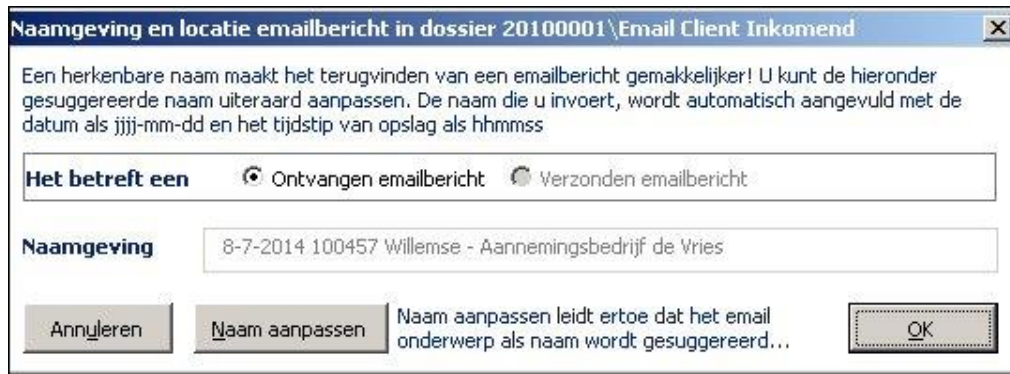 Naamgeving en locatie emailbericht in dossier 20100001\Email Client Inkomend
Een herkenbare naam maakt het terugvinden van een emailbericht gemakkelijker! U kunt de hieronder
gesuggereerde naam uiteraard aanpassen. De naam die u invoert, wordt automatisch aangevuld met de
datum als jjjj-mm-dd en het tijdstip van opslag als hhmmss
Het betreft een Ontvangen emailbericht Verzonden emailbericht
Naamgeving 8-7-2014 100457 Willemse - Aannemingsbedrijf de Vries
Annuleren Naam aanpassen Naam aanpassen leidt ertoe dat het email
onderwerp als naam wordt gesuggereerd... OK